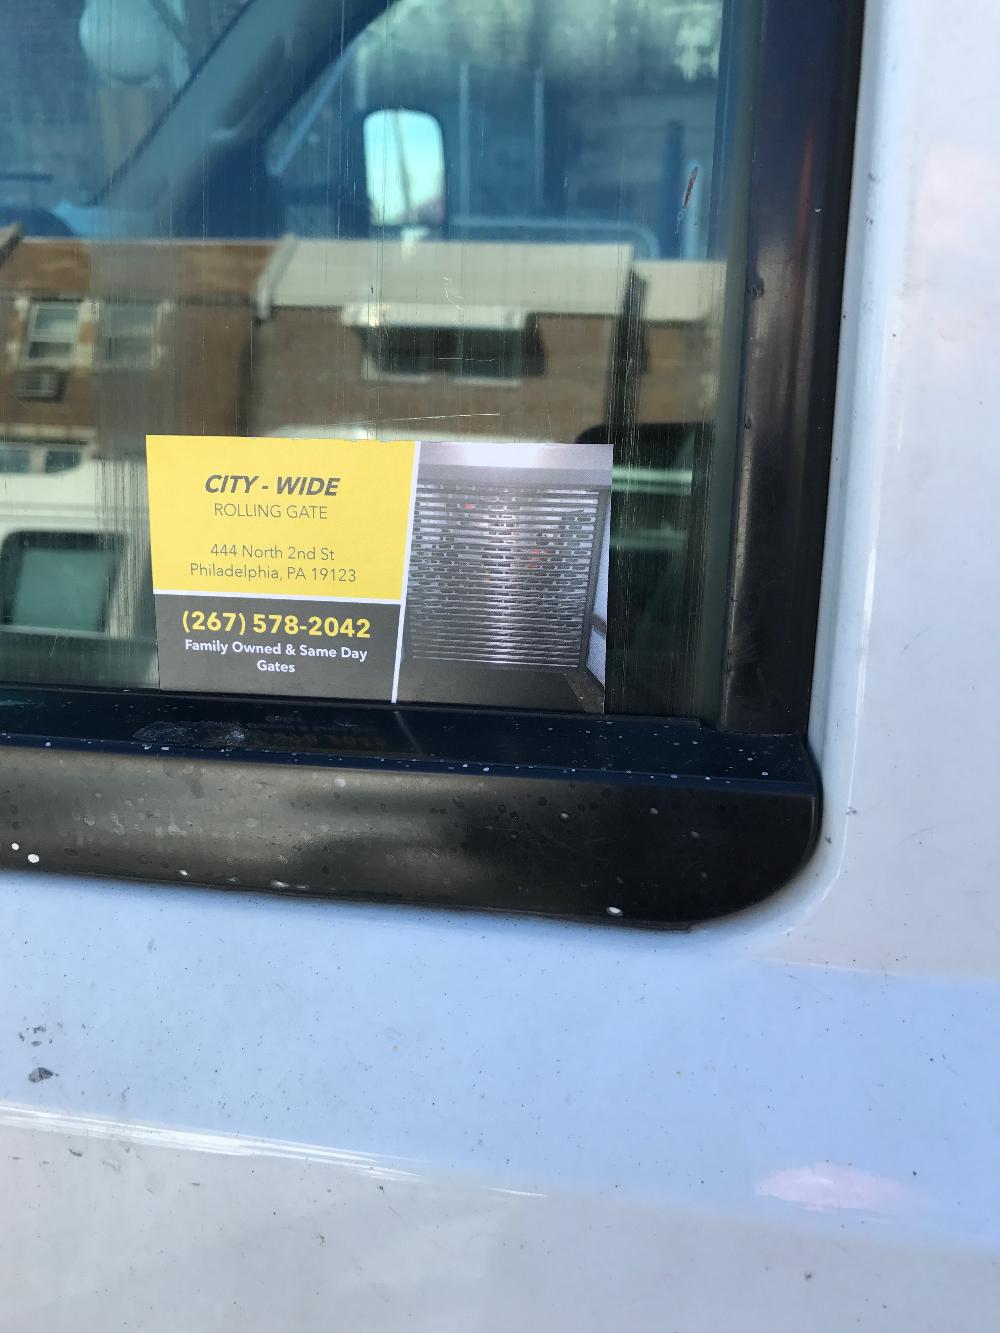 CITY - WIDE
ROLLING GATE
444 North 2nd St
Philadelphia, PA 19123
(267) 578-2042
Family Owned & Same Day
Gates